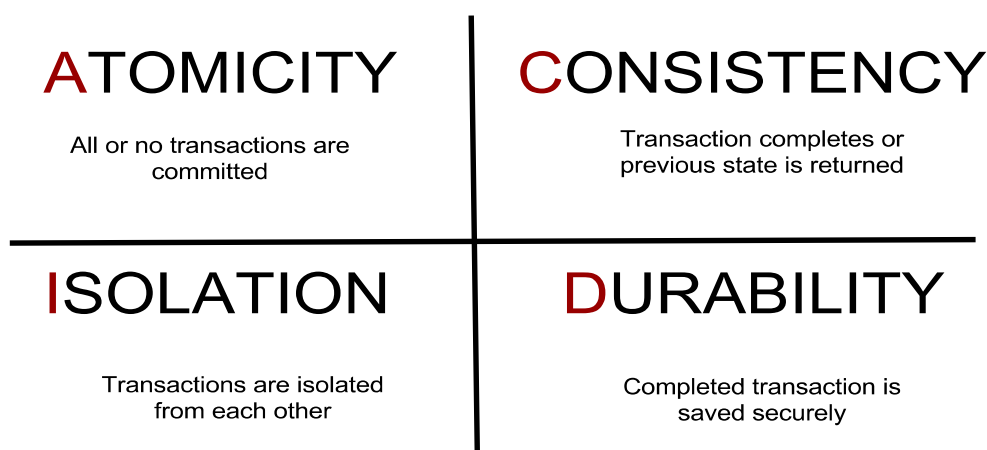 ATOMICITY
All or no transactions are
committed
CONSISTENCY
Transaction completes or
previous state is returned
ISOLATION
Transactions are isolated
from each other
DURABILITY
Completed transaction is
saved securely